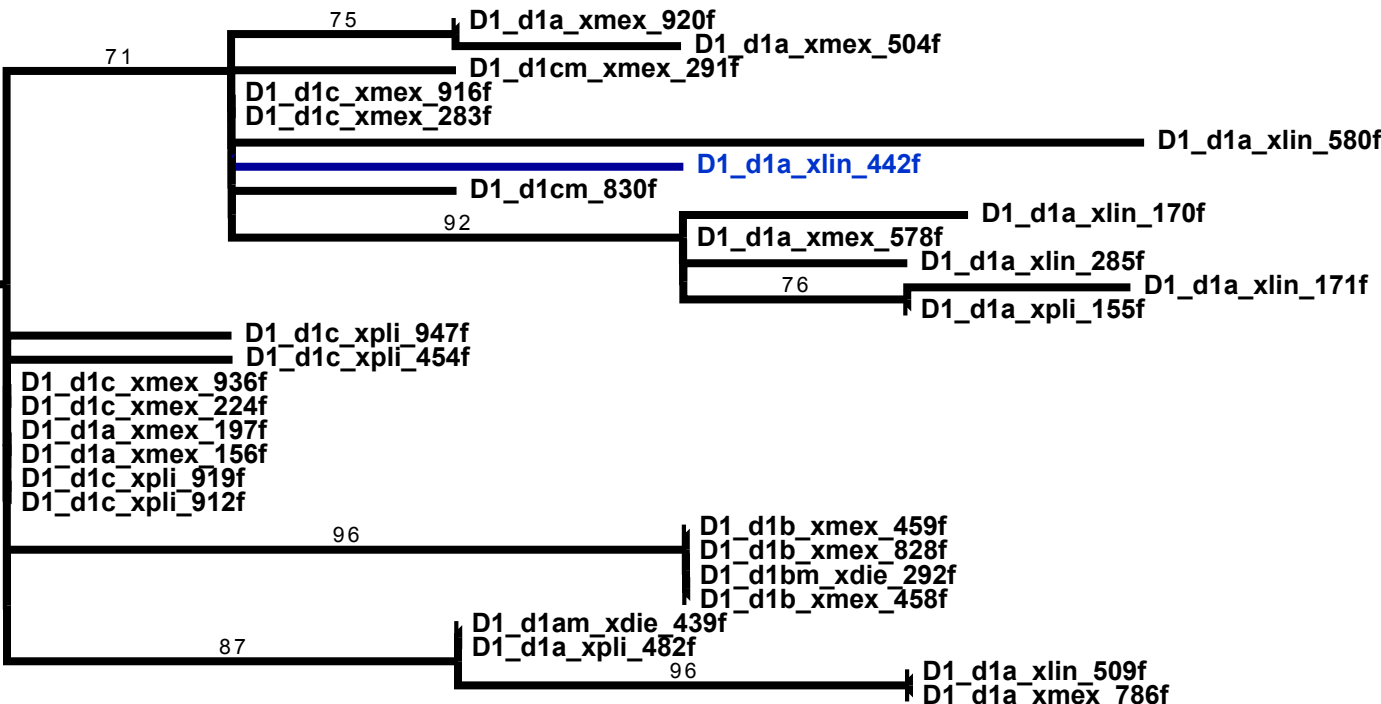 75
D1_d1a_xmex_920f
D1_d1a_xmex_504f
71
D1_d1cm_xmex_291f
D1_d1c_xmex_916f
D1_d1c_xmex_283f
D1_d1a_xlin_580f
D1_d1a_xlin_442f
D1_d1cm_830f
92
D1_d1a_xlin_170f
D1_d1a_xmex_578f
D1_d1a_xlin_285f
76
D1_d1a_xlin_171f
D1_d1a_xpli_155f
D1_d1c_xpli_947f
D1_d1c_xpli_454f
D1_d1c_xmex_936f
D1_d1c_xmex_224f
D1_d1a_xmex_197f
D1_d1a_xmex_156f
D1_d1c_xpli_919f
D1_d1c_xpli_912f
96
D1_d1b_xmex_459f
D1_d1b_xmex_828f
D1_d1bm_xdie_292f
D1_d1b_xmex_458f
D1_d1am_xdie_439f
87
D1_d1a_xpli_482f
96
D1_d1a_xlin_509f
D1_d1a_xmex_786f